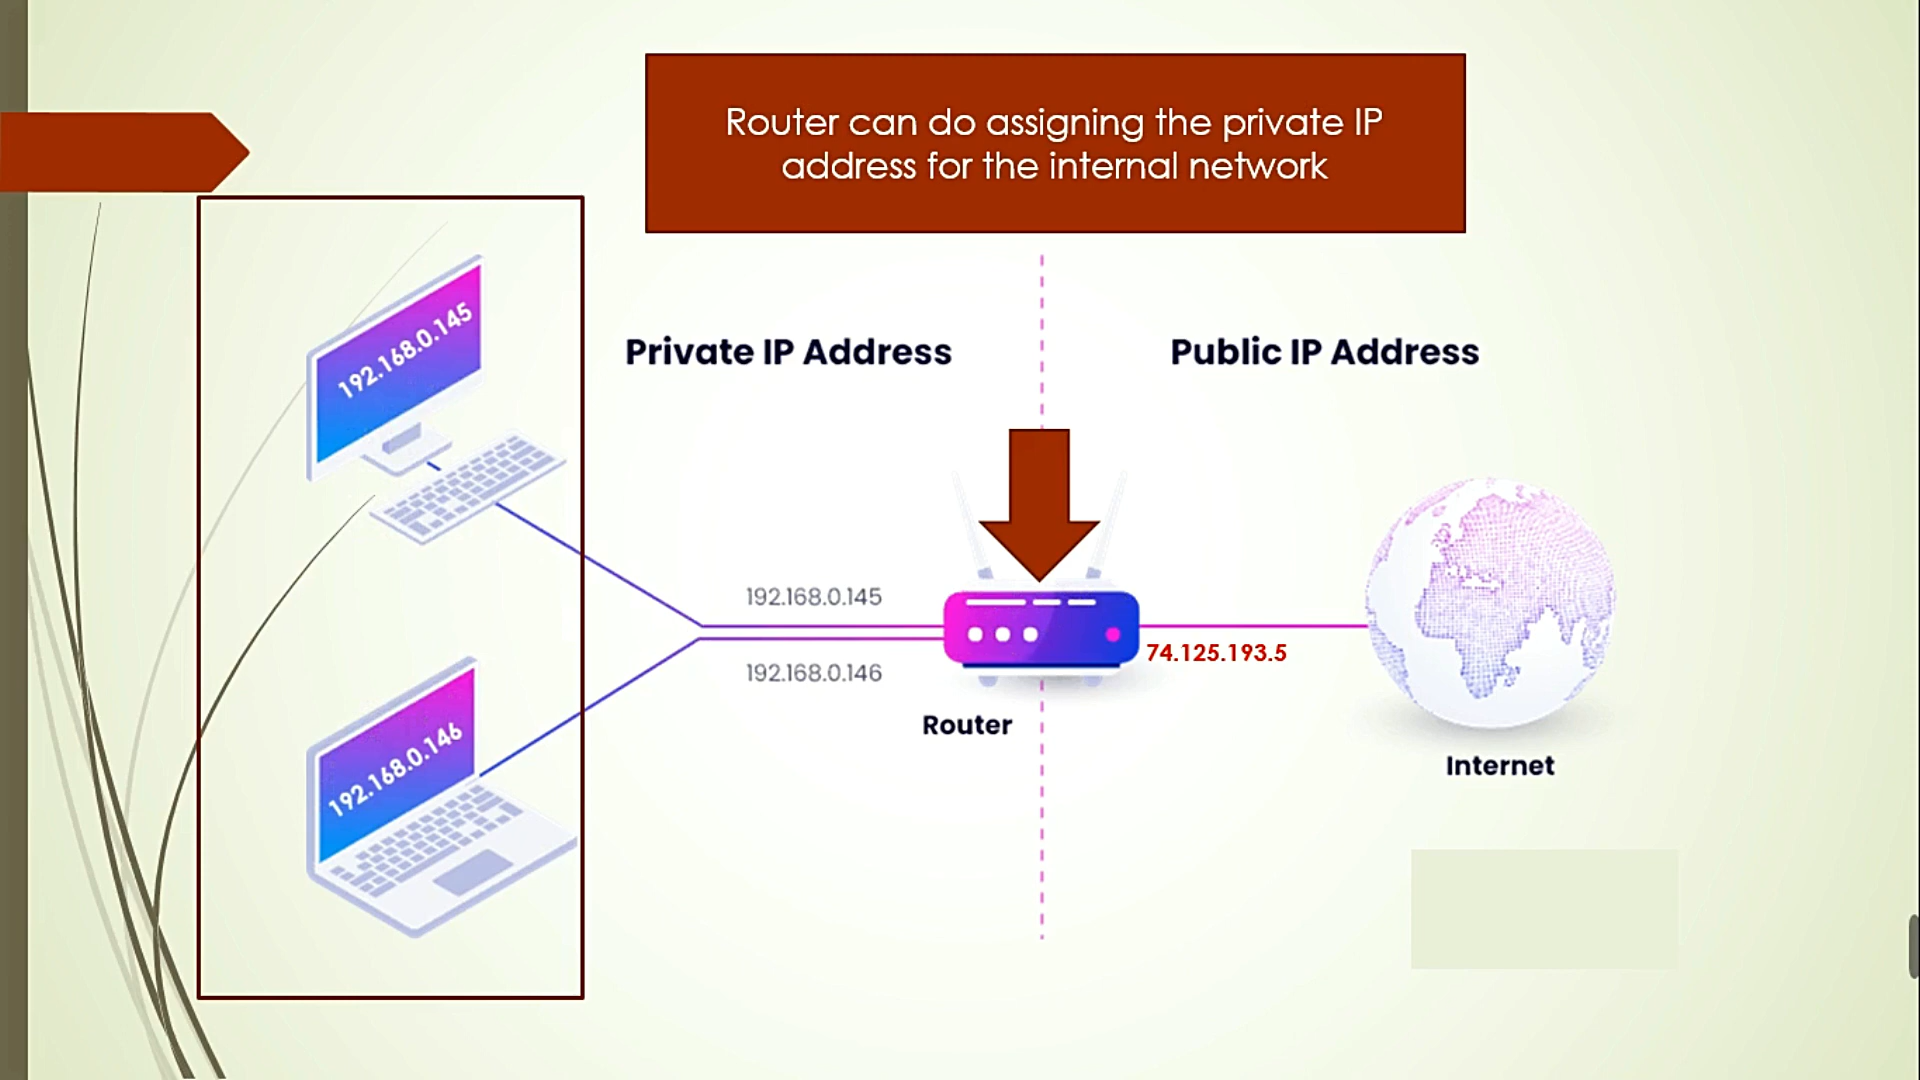 Router can do assigning the private IP
address for the internal network
192.168.0.145
Private IP Address
Public IP Address
192.168.0.145
192.168.0.146
74.125.193.5
Router
192.168.0.146
Internet